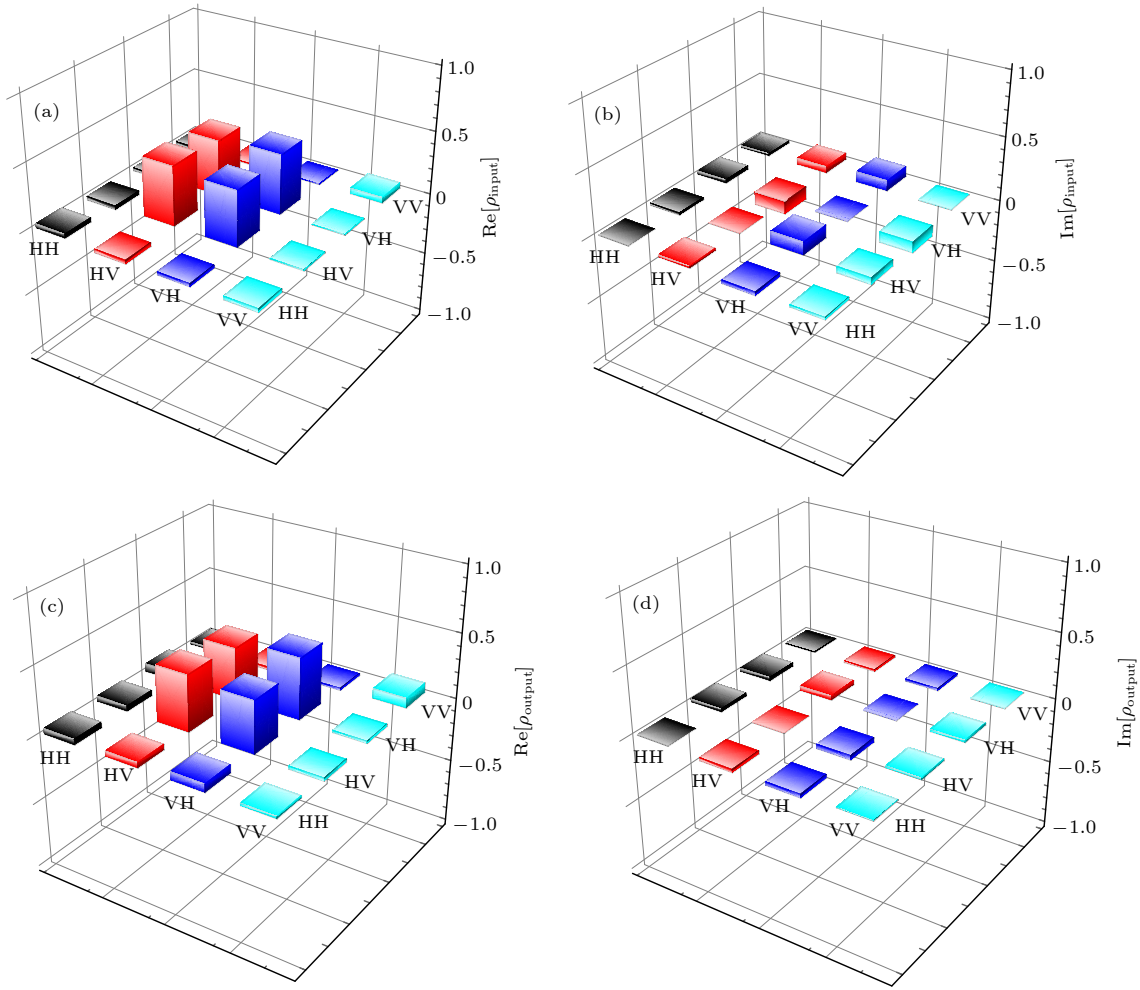 (a)
1.0
0.5
0
−0.5
−1.0
Re[ρinput]
HH
HV
VH
VV
HH
HV
VH
VV
(b)
1.0
0.5
0
−0.5
−1.0
Im[ρinput]
HH
HV
VH
VV
HH
HV
VH
VV
(c)
1.0
0.5
0
−0.5
−1.0
Re[ρoutput]
HH
HV
VH
VV
HH
HV
VH
VV
(d)
1.0
0.5
0
−0.5
−1.0
Im[ρoutput]
HH
HV
VH
VV
HH
HV
VH
VV